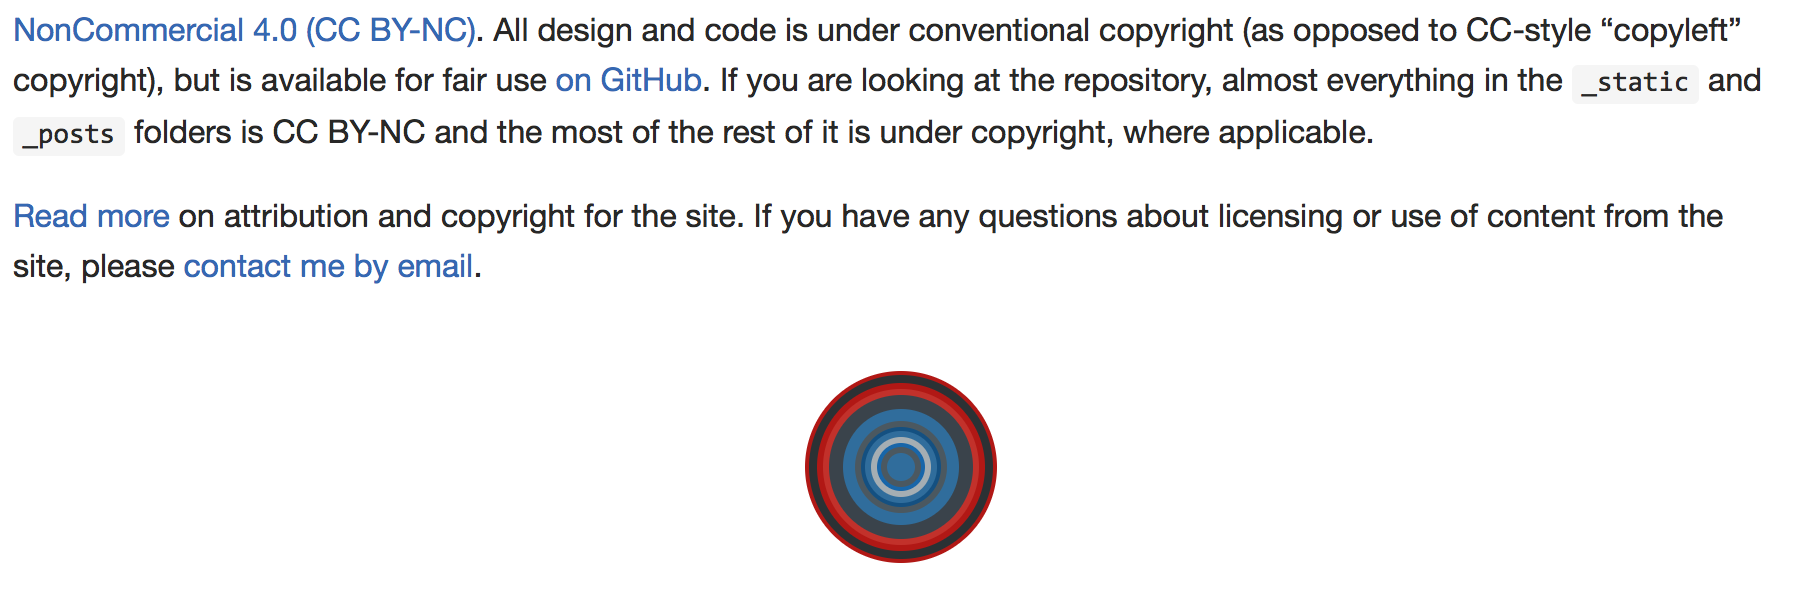 NonCommercial 4.0 (CC BY-NC). All design and code is under conventional copyright (as opposed to CC-style “copyleft”
copyright), but is available for fair use on GitHub. If you are looking at the repository, almost everything in the _static and
_posts folders is CC BY-NC and the most of the rest of it is under copyright, where applicable.
Read more on attribution and copyright for the site. If you have any questions about licensing or use of content from the
site, please contact me by email.